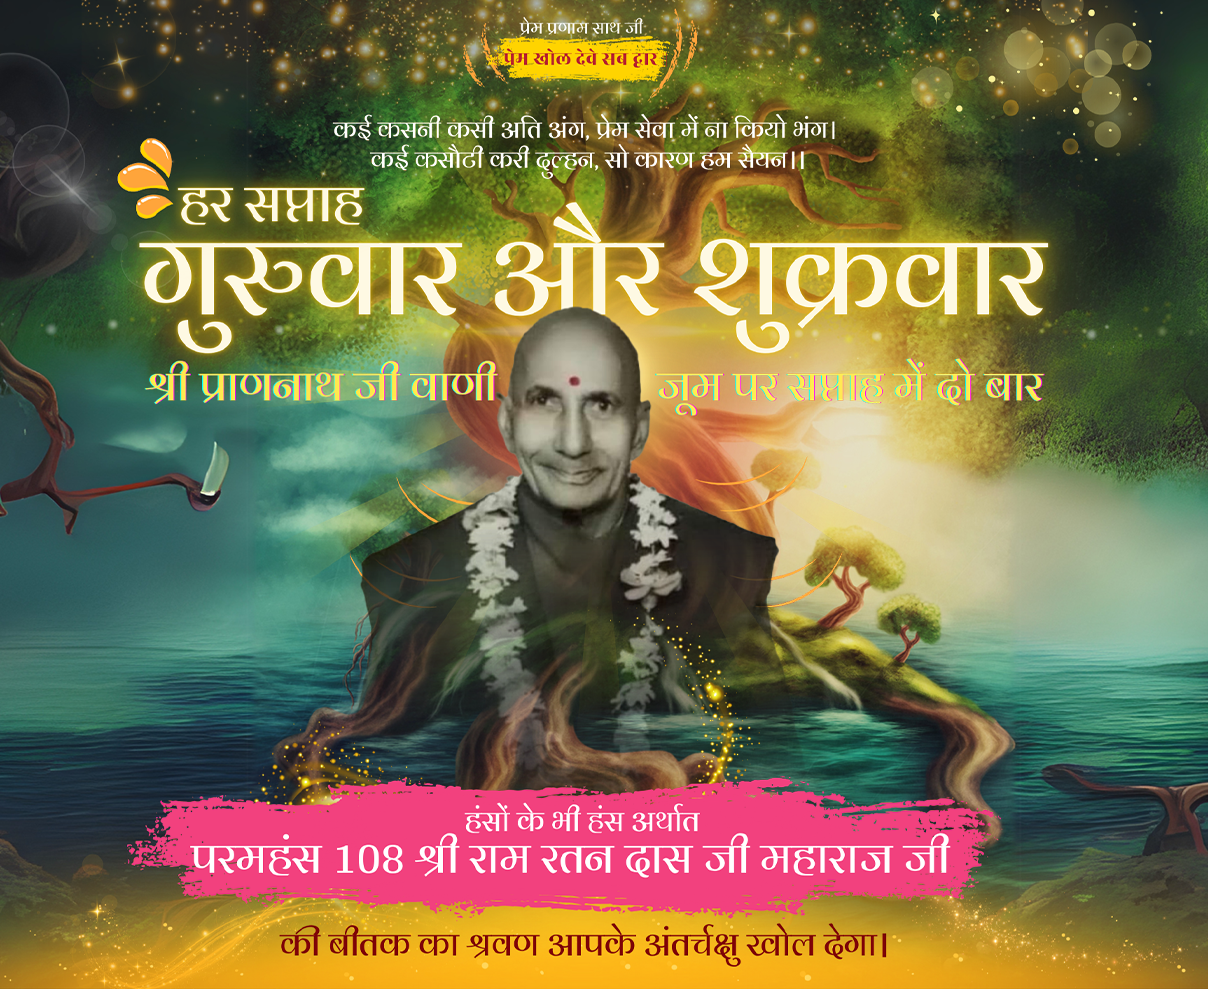 प्रेम प्रणाम साथ जी
प्रेम खोल देवे सब द्वार
कई कसनी कसी अति अंग, प्रेम सेवा में ना कियो भंग।
कई कसौटी करी दुल्हन, सो कारण हम सैयन।।
हर सप्ताह
गुरुवार और शुक्रवार
श्री प्राणनाथ जी वाणी
जूम पर सप्ताह में दो बार
हंसों के भी हंस अर्थात
परमहंस 108 श्री राम रतन दास जी महाराज जी
की बीतक का श्रवण आपके अंतर्चक्षु खोल देगा।